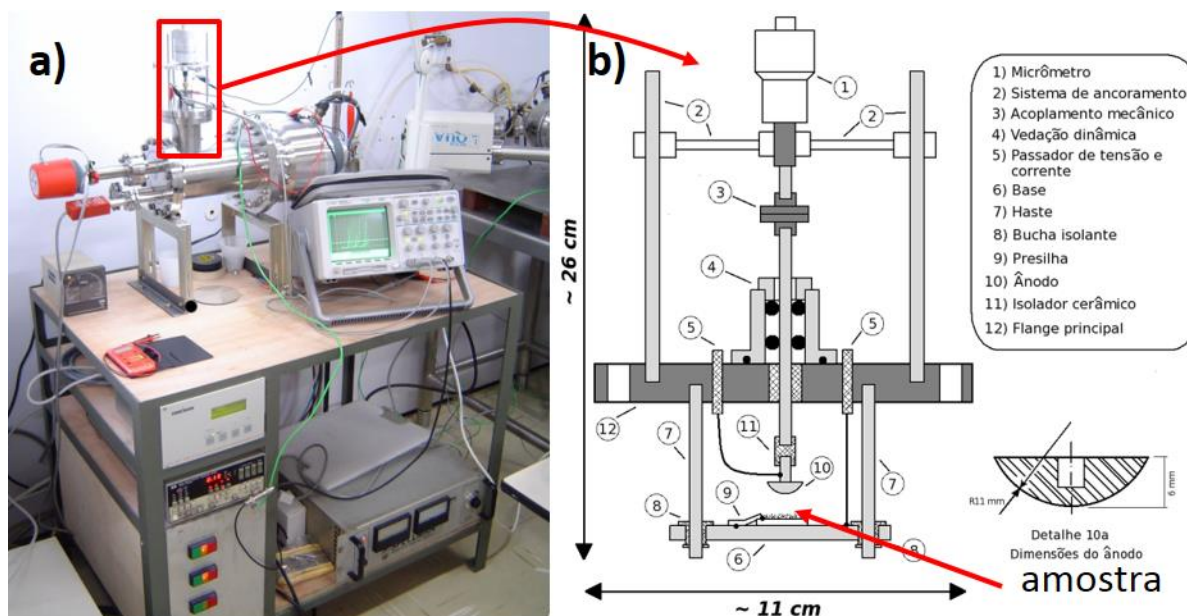 a)
b)
~ 26 cm
1
2
2
3
4
5
5
12
7
11
10
7
9
8
6
8
~ 11 cm
1) Micrômetro
2) Sistema de ancoramento
3) Acoplamento mecânico
4) Vedação dinâmica
5) Passador de tensão e
corrente
6) Base
7) Haste
8) Bucha isolante
9) Presilha
10) Ânodo
11) Isolador cerâmico
12) Flange principal
R11 mm
6 mm
Detalhe 10a
Dimensões do ânodo
amostra